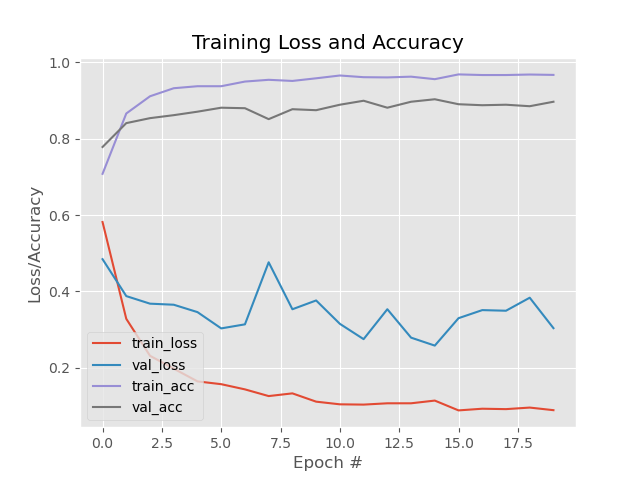 Training Loss and Accuracy
Loss/Accuracy
1.0
0.8
0.6
0.4
0.2
train_loss
val_loss
train_acc
val_acc
0.0 2.5 5.0 7.5 10.0 12.5 15.0 17.5
Epoch #